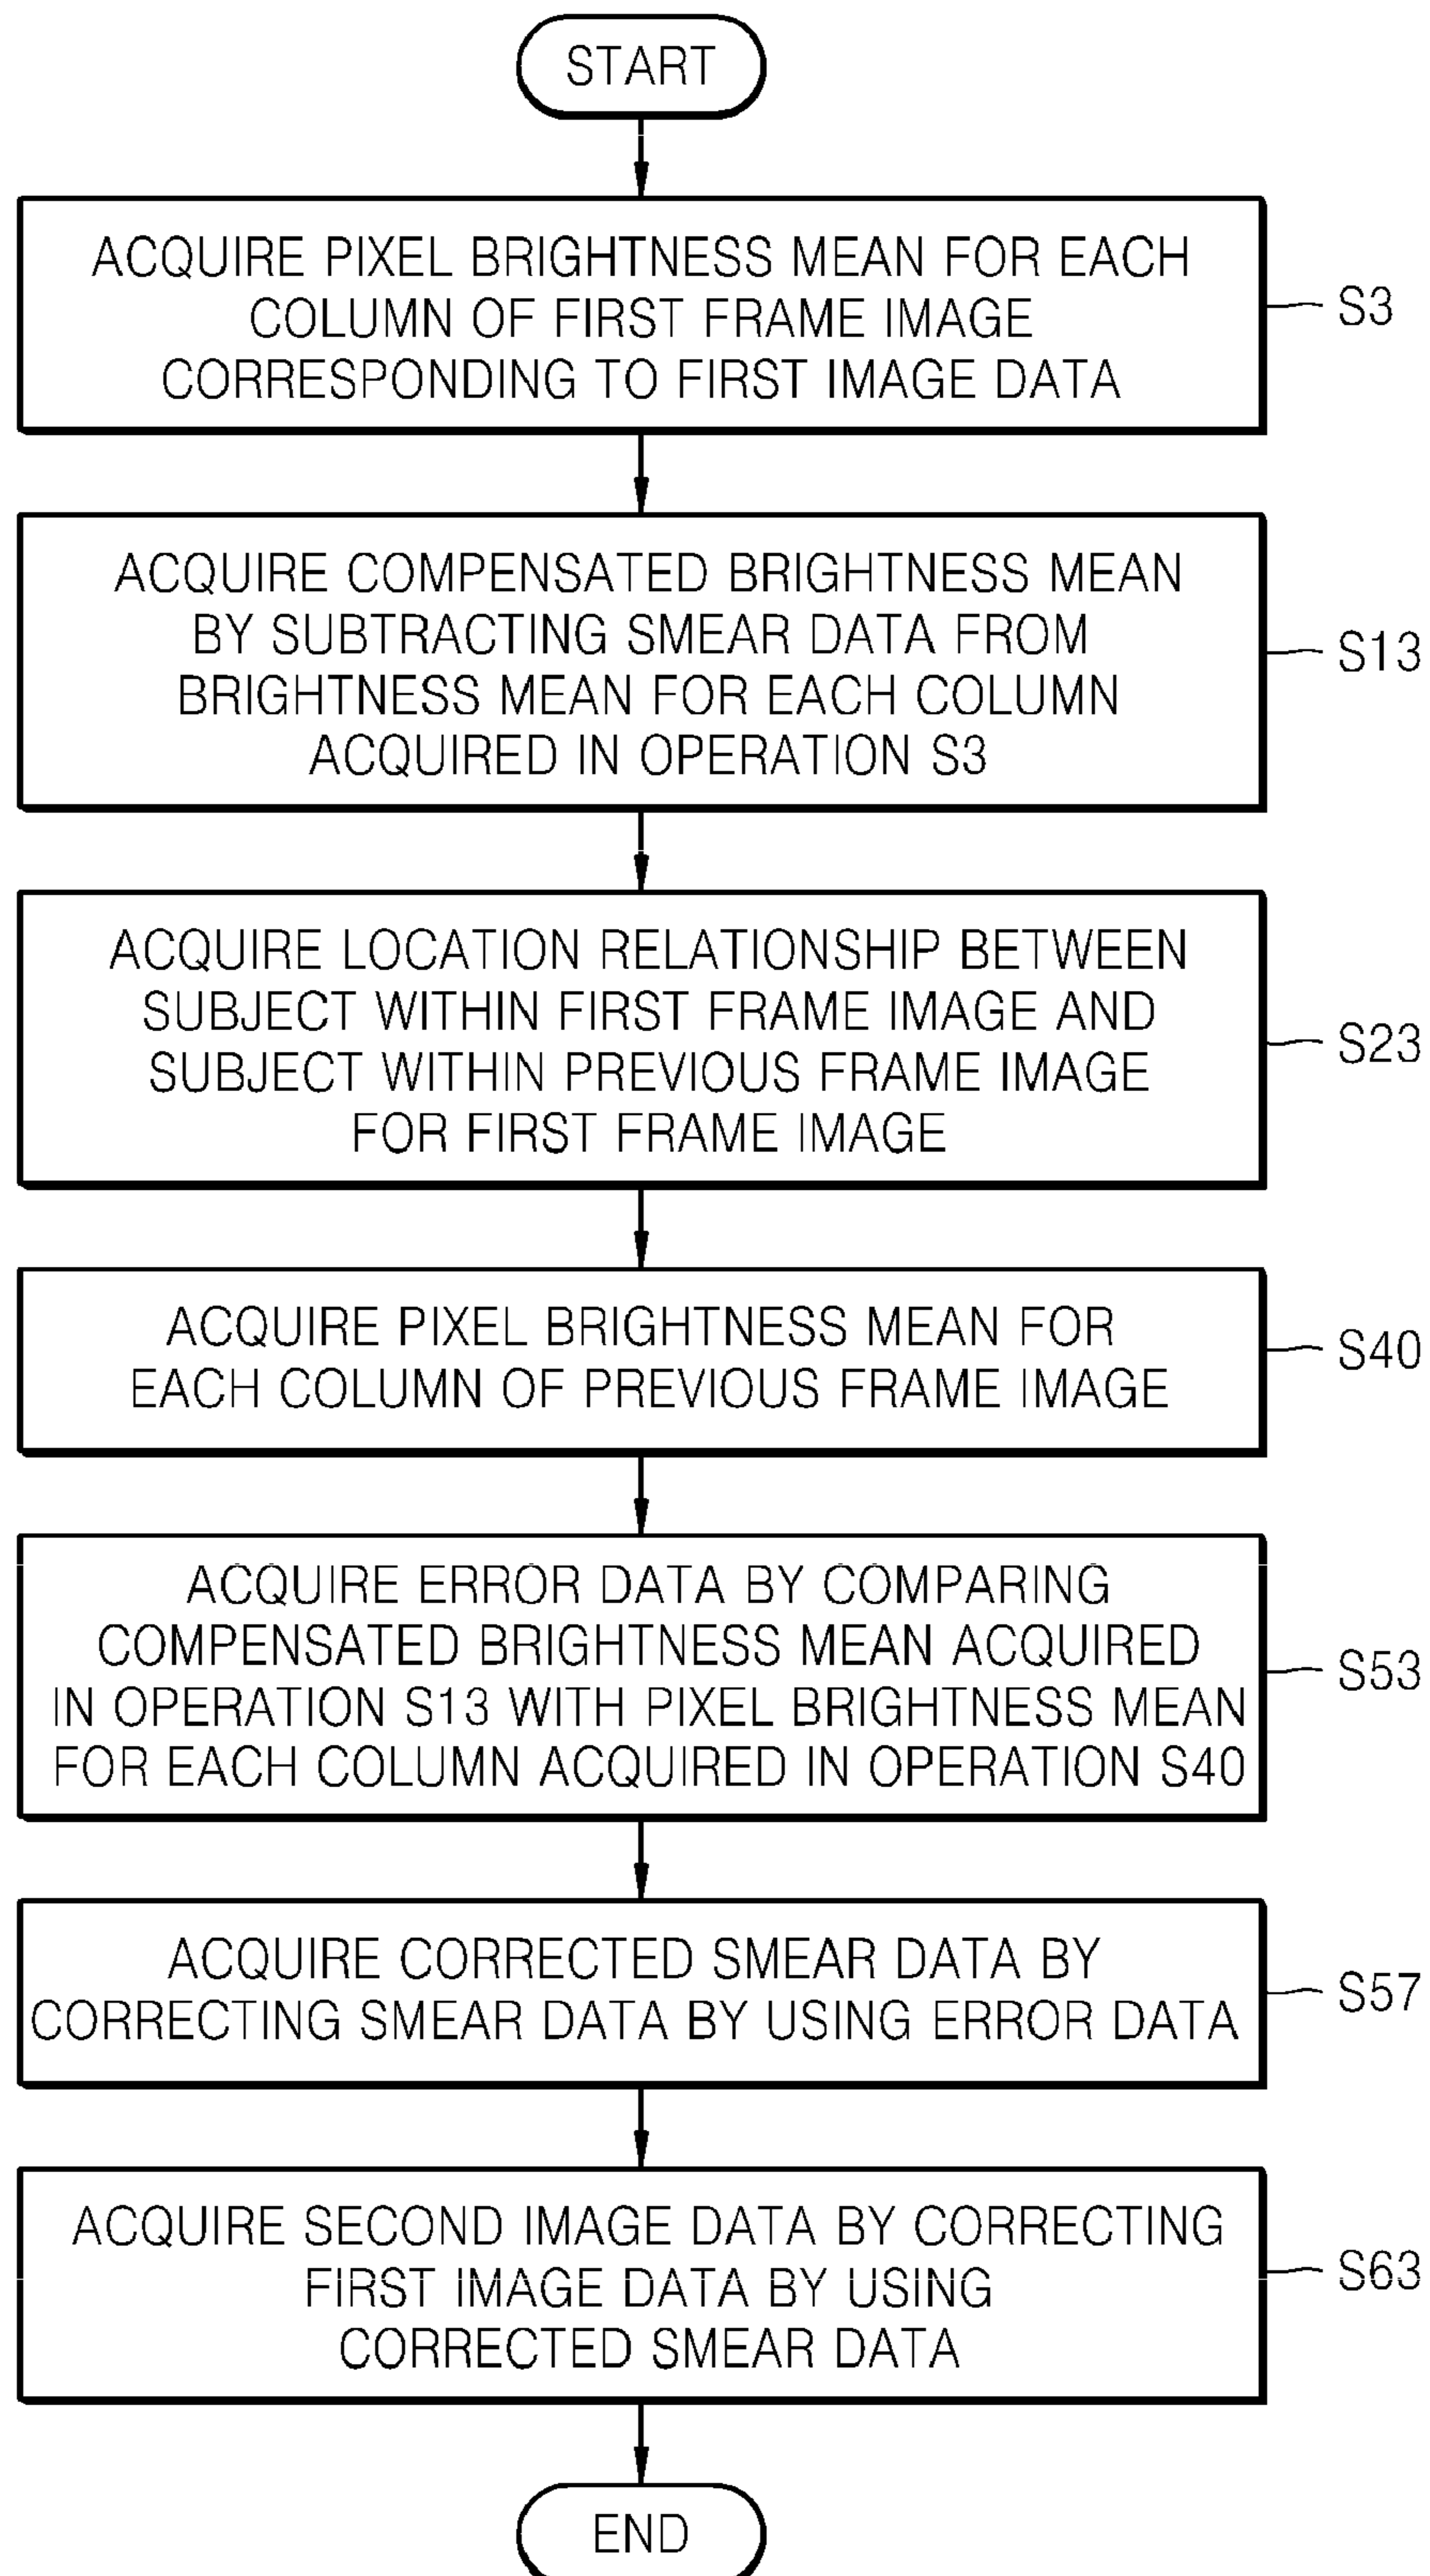 START
ACQUIRE PIXEL BRIGHTNESS MEAN FOR EACH
COLUMN OF FIRST FRAME IMAGE
CORRESPONDING TO FIRST IMAGE DATA
S3
ACQUIRE COMPENSATED BRIGHTNESS MEAN
BY SUBTRACTING SMEAR DATA FROM
BRIGHTNESS MEAN FOR EACH COLUMN
ACQUIRED IN OPERATION S3
S13
ACQUIRE LOCATION RELATIONSHIP BETWEEN
SUBJECT WITHIN FIRST FRAME IMAGE AND
SUBJECT WITHIN PREVIOUS FRAME IMAGE
FOR FIRST FRAME IMAGE
S23
ACQUIRE PIXEL BRIGHTNESS MEAN FOR
EACH COLUMN OF PREVIOUS FRAME IMAGE
S40
ACQUIRE ERROR DATA BY COMPARING
COMPENSATED BRIGHTNESS MEAN ACQUIRED
IN OPERATION S13 WITH PIXEL BRIGHTNESS MEAN
FOR EACH COLUMN ACQUIRED IN OPERATION S40
S53
ACQUIRE CORRECTED SMEAR DATA BY
CORRECTING SMEAR DATA BY USING ERROR DATA
S57
ACQUIRE SECOND IMAGE DATA BY CORRECTING
FIRST IMAGE DATA BY USING
CORRECTED SMEAR DATA
S63
END